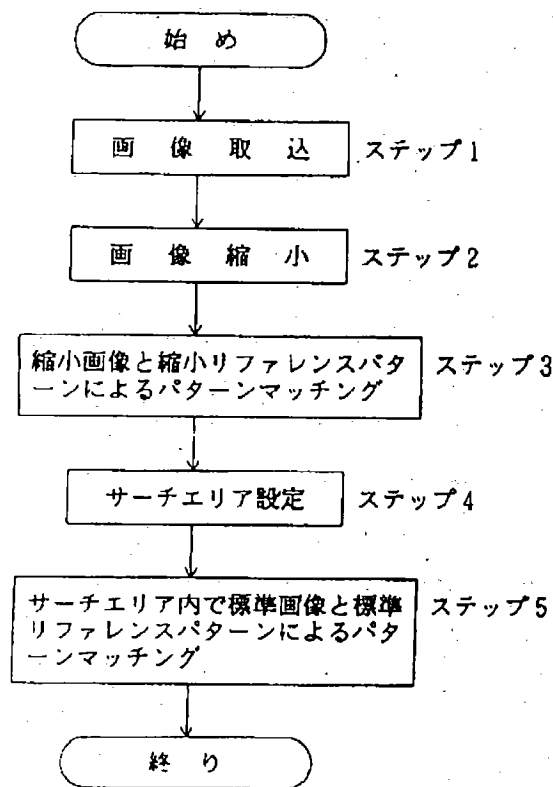 始め
画像取込 ステップ1
画像縮小 ステップ2
縮小画像と縮小リファレンスパタ ステップ3
ーンによるパターンマッチング
サーチエリア設定 ステップ4
サーチエリア内で標準画像と標準 ステップ5
リファレンスパターンによるパタ
ーンマッチング
終り